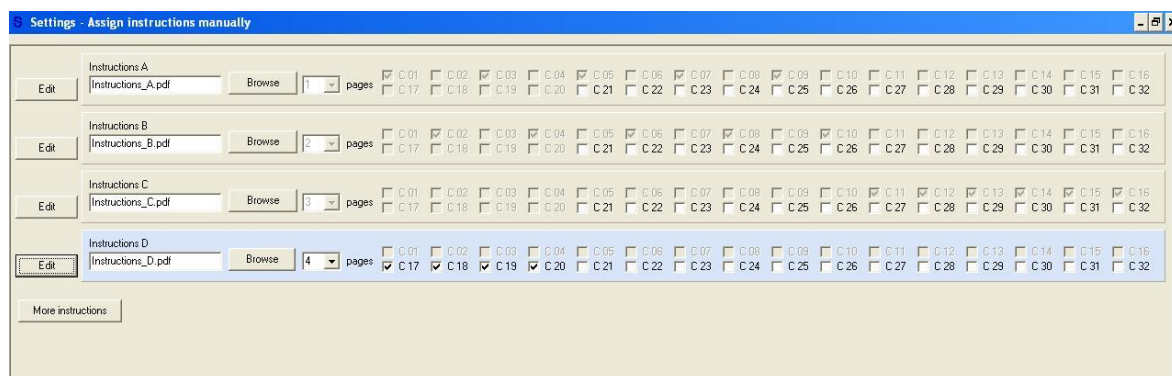 S Settings - Assign instructions manually
Instructions A
Edit Instructions_A.pdf Browse 1 pages C 01 C 02 C 03 C 04 C 05 C 06 C 07 C 08 C 09 C 10 C 11 C 12 C 13 C 14 C 15 C 16
C 17 C 18 C 19 C 20 C 21 C 22 C 23 C 24 C 25 C 26 C 27 C 28 C 29 C 30 C 31 C 32
Instructions B
Edit Instructions_B.pdf Browse 2 pages C 01 C 02 C 03 C 04 C 05 C 06 C 07 C 08 C 09 C 10 C 11 C 12 C 13 C 14 C 15 C 16
C 17 C 18 C 19 C 20 C 21 C 22 C 23 C 24 C 25 C 26 C 27 C 28 C 29 C 30 C 31 C 32
Instructions C
Edit Instructions_C.pdf Browse 3 pages C 01 C 02 C 03 C 04 C 05 C 06 C 07 C 08 C 09 C 10 C 11 C 12 C 13 C 14 C 15 C 16
C 17 C 18 C 19 C 20 C 21 C 22 C 23 C 24 C 25 C 26 C 27 C 28 C 29 C 30 C 31 C 32
Instructions D
Edit Instructions_D.pdf Browse 4 pages C 01 C 02 C 03 C 04 C 05 C 06 C 07 C 08 C 09 C 10 C 11 C 12 C 13 C 14 C 15 C 16
C 17 C 18 C 19 C 20 C 21 C 22 C 23 C 24 C 25 C 26 C 27 C 28 C 29 C 30 C 31 C 32
More instructions